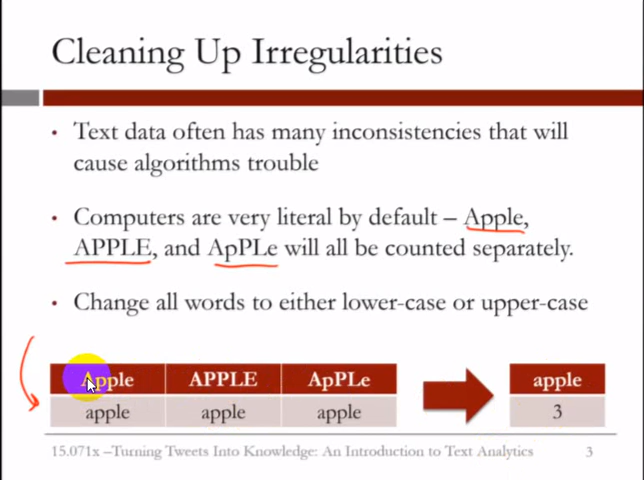 Cleaning Up Irregularities
• Text data often has many inconsistencies that will
cause algorithms trouble
• Computers are very literal by default – Apple,
APPLE, and ApPLe will all be counted separately.
• Change all words to either lower-case or upper-case
Apple APPLE ApPLe apple
apple apple apple 3
15.071x –Turning Tweets Into Knowledge: An Introduction to Text Analytics 3